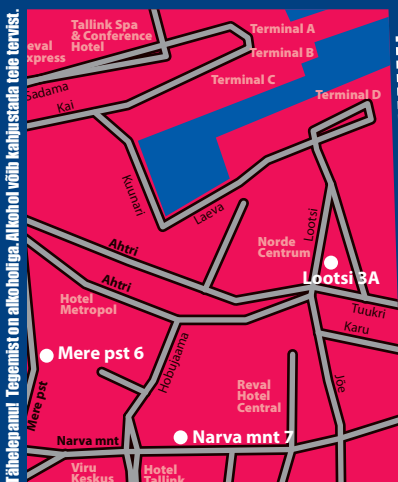 Tähelepanu! Tegemist on alkoholiga. Alkohol võib kahjustada teie tervist.
Tallink Spa
& Conference
Hotel
eval
xpress
Terminal A
Terminal B
Terminal C
Terminal D
Sadama
Kai
Kuunari
Laeva
Lootsi
Ahtri
Ahtri
Norde
Centrum
Lootsi 3A
Hotel
Metropol
Tuukri
Karu
Mere pst 6
Hobujaama
Jõe
Mere pst
Reval
Hotel
Central
Narva mnt
Narva mnt 7
Viru
Keskus
Hotel
Tallink